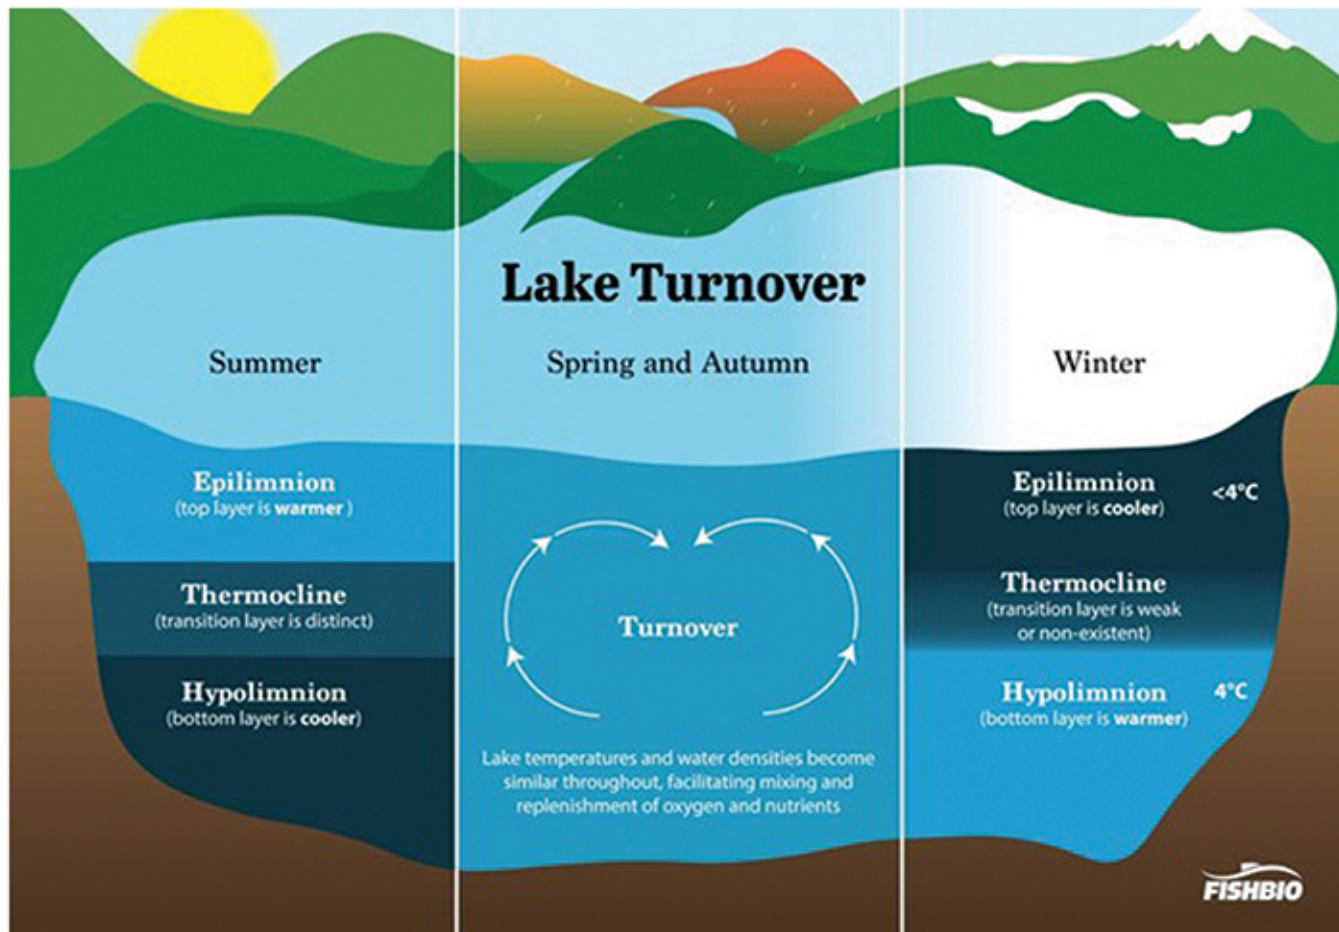 Lake Turnover
Summer
Spring and Autumn
Winter
Epilimnion
(top layer is warmer )
Thermocline
(transition layer is distinct)
Hypolimnion
(bottom layer is cooler)
Turnover
Lake temperatures and water densities become
similar throughout, facilitating mixing and
replenishment of oxygen and nutrients
Epilimnion <4°C
(top layer is cooler)
Thermocline
(transition layer is weak
or non-existent)
Hypolimnion 4°C
(bottom layer is warmer)
FISHBIO